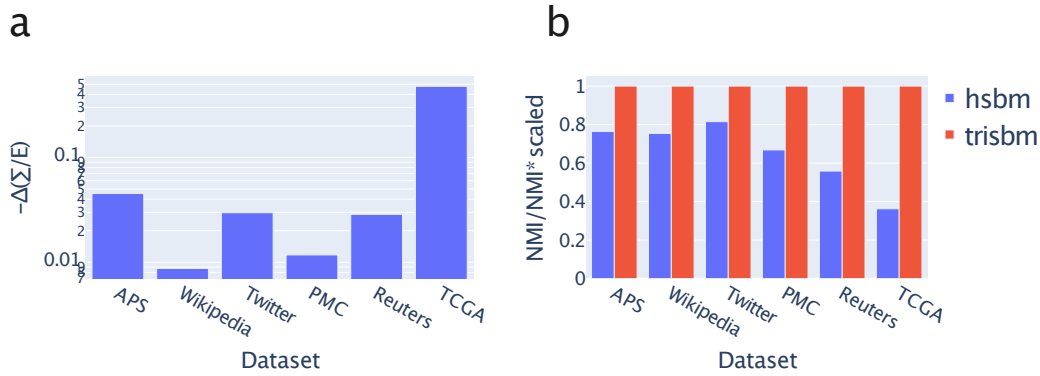 a
b
−Δ(Σ/E)
5
4
3
2
0.1
9
8
7
6
5
4
3
2
0.01
9
8
7
APS
Wikipedia
Twitter
PMC
Reuters
TCGA
Dataset
NMI/NMI* scaled
1
0.8
0.6
0.4
0.2
0
APS
Wikipedia
Twitter
PMC
Reuters
TCGA
Dataset
hsbm
trisbm